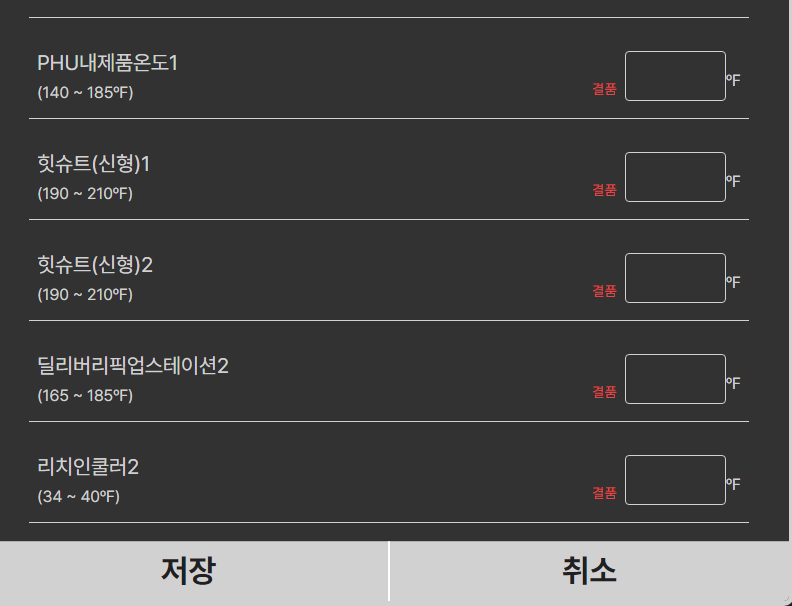 PHU내제품온도1
(140 ~ 185ºF)
결품
ºF
힛슈트(신형)1
(190 ~ 210ºF)
결품
ºF
힛슈트(신형)2
(190 ~ 210ºF)
결품
ºF
딜리버리픽업스테이션2
(165 ~ 185ºF)
결품
ºF
리치인쿨러2
(34 ~ 40ºF)
결품
ºF
저장
취소